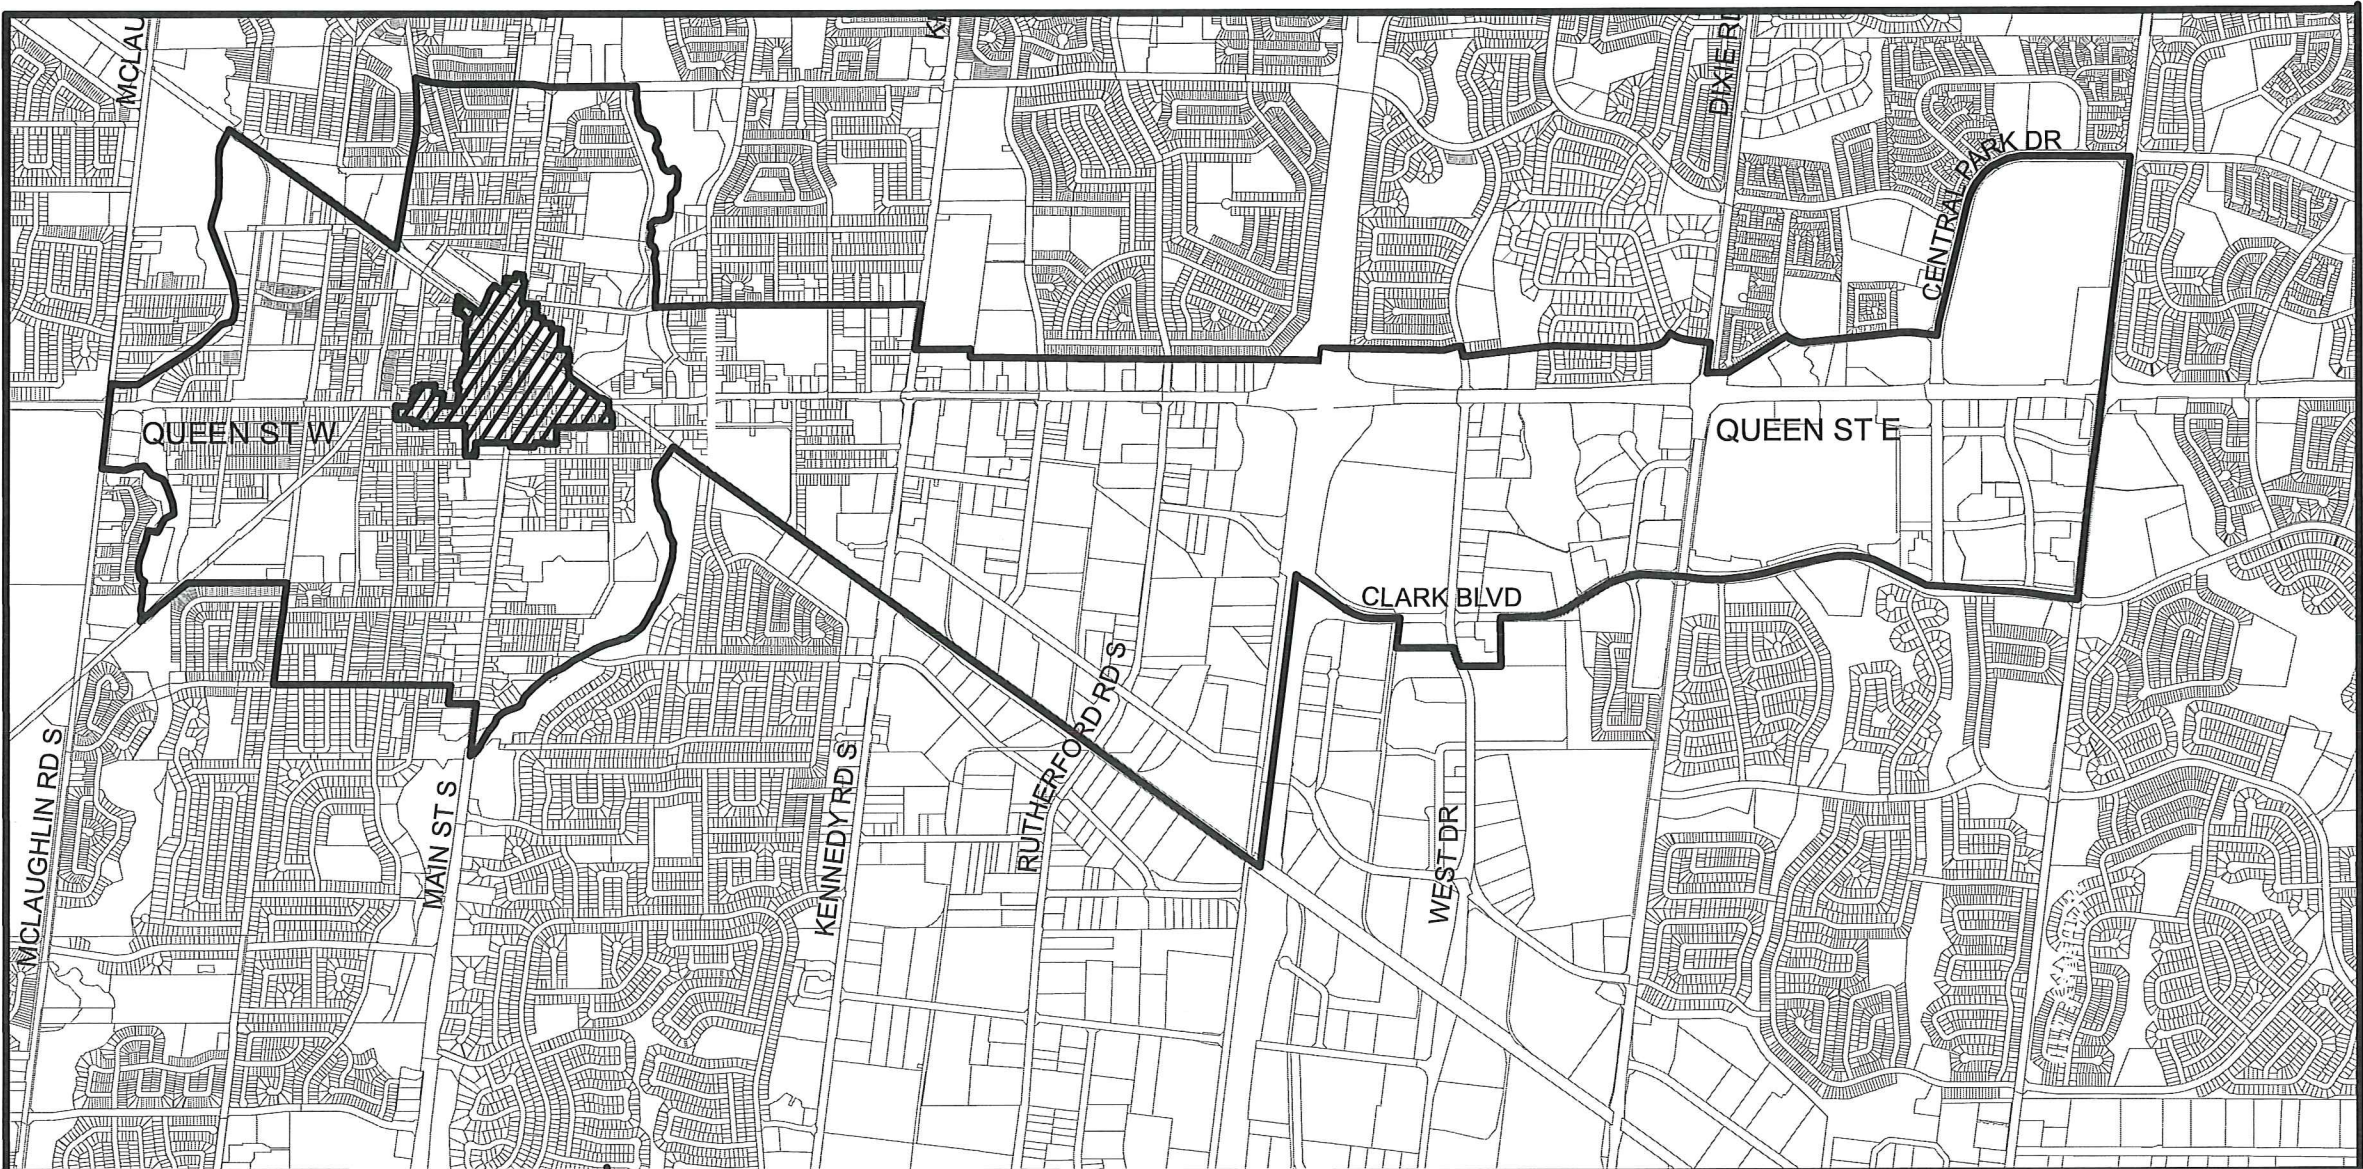 MCLAU
DIXIE RD
CENTRAL PARK DR
QUEEN ST W
QUEEN ST E
CLARK BLVD
RUTHERFORD RD S
MCLAUGHLIN RD S
MAIN ST S
KENNEDY RD S
WEST DR